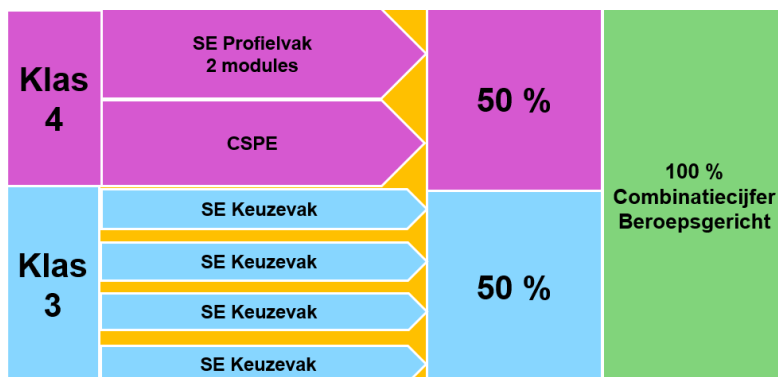 Klas
4
SE Profielvak
2 modules
CSPE
50 %
Klas
3
SE Keuzevak
SE Keuzevak
SE Keuzevak
SE Keuzevak
50 %
100 %
Combinatiecijfer
Beroepsgericht